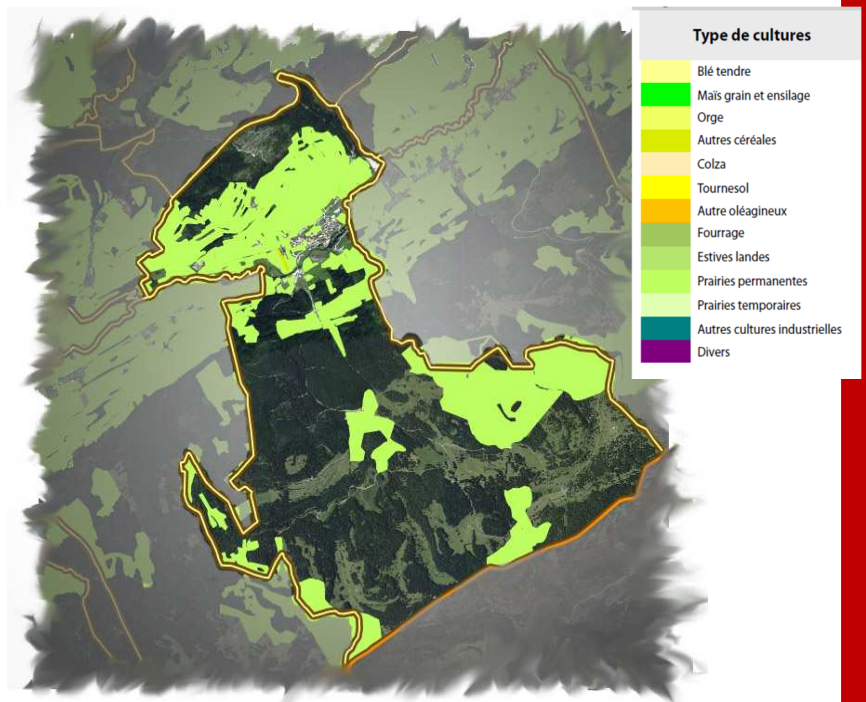 Type de cultures
Blé tendre
Maïs grain et ensilage
Orge
Autres céréales
Colza
Tournesol
Autre oléagineux
Fourrage
Estives landes
Prairies permanentes
Prairies temporaires
Autres cultures industrielles
Divers